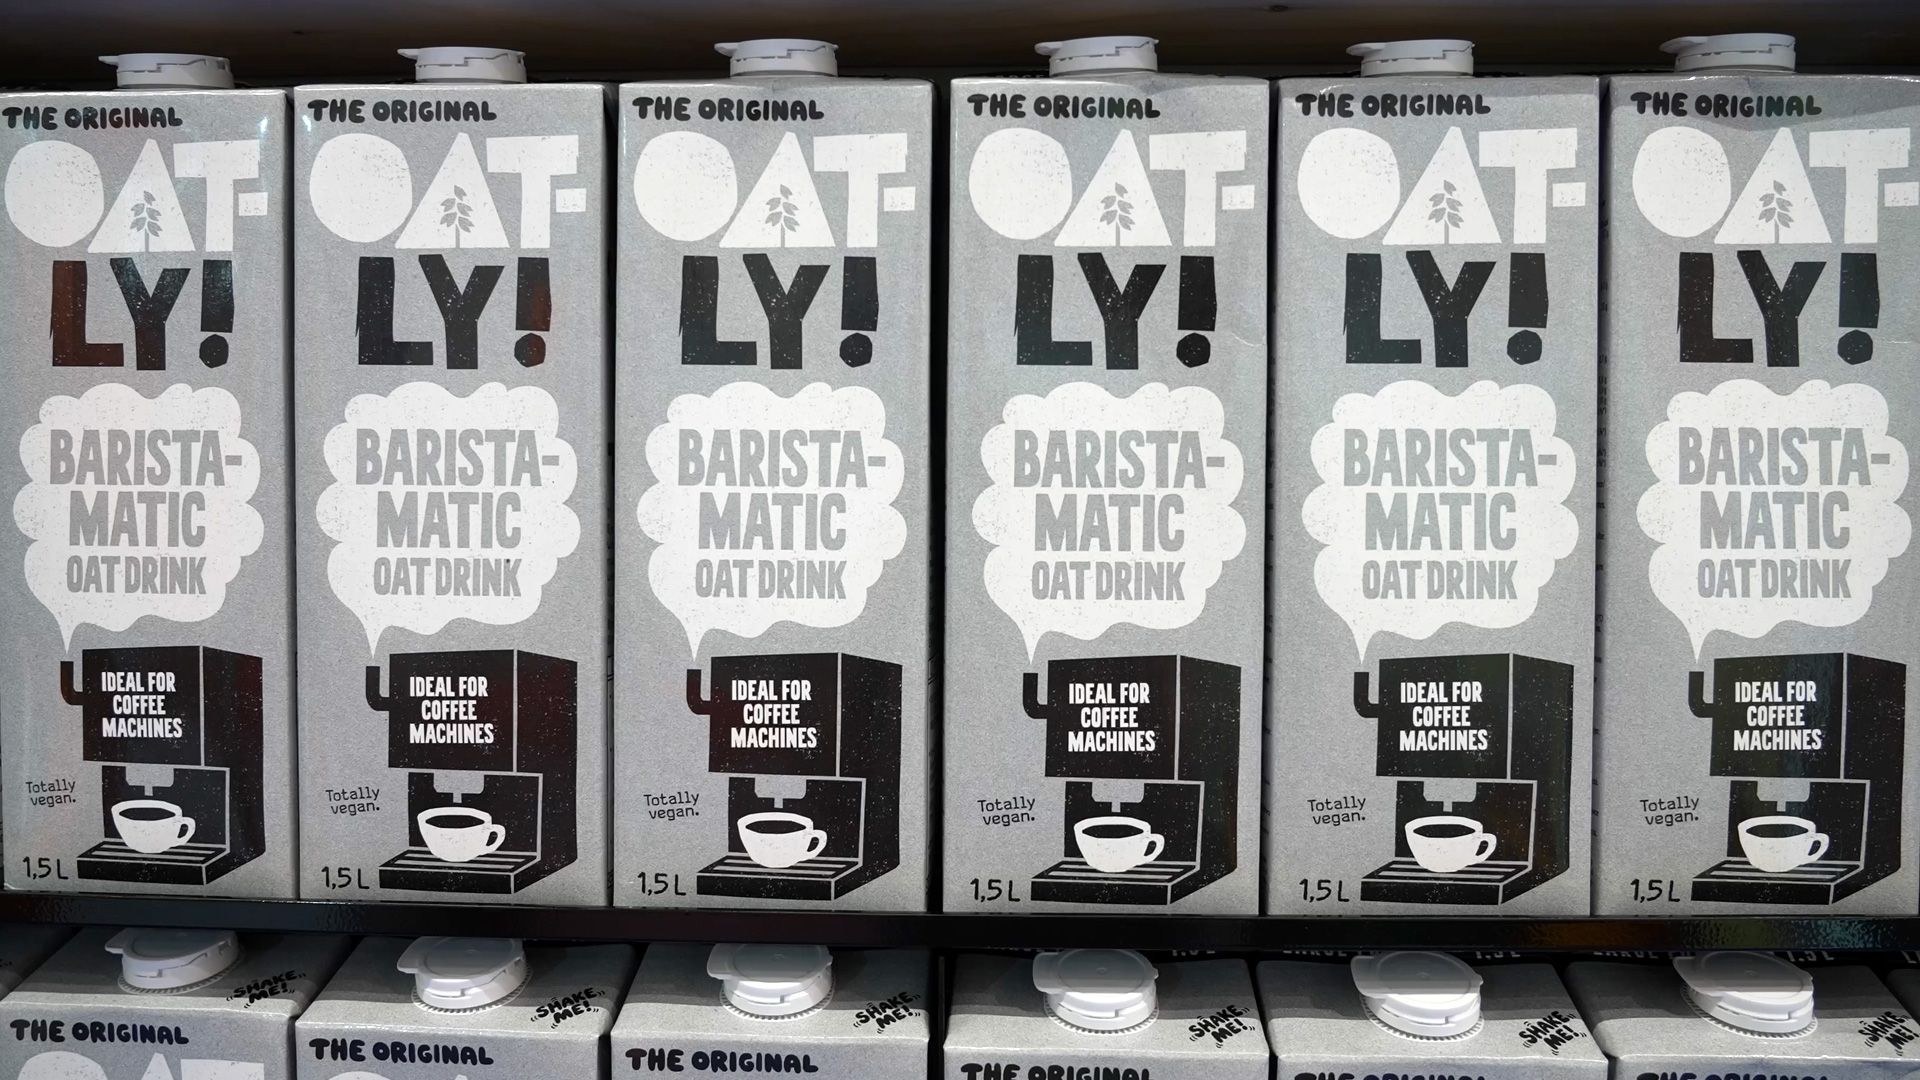 THE ORIGINAL
OAT-
LY!
BARISTA-
MATIC
OAT DRINK
IDEAL FOR
COFFEE
MACHINES
Totally
vegan.
1,5 L
THE ORIGINAL
OAT-
LY!
BARISTA-
MATIC
OAT DRINK
IDEAL FOR
COFFEE
MACHINES
Totally
vegan.
1,5 L
THE ORIGINAL
OAT-
LY!
BARISTA-
MATIC
OAT DRINK
IDEAL FOR
COFFEE
MACHINES
Totally
vegan.
1,5 L
THE ORIGINAL
OAT-
LY!
BARISTA-
MATIC
OAT DRINK
IDEAL FOR
COFFEE
MACHINES
Totally
vegan.
1,5 L
THE ORIGINAL
OAT-
LY!
BARISTA-
MATIC
OAT DRINK
IDEAL FOR
COFFEE
MACHINES
Totally
vegan.
1,5 L
THE ORIGINAL
OAT-
LY!
BARISTA-
MATIC
OAT DRINK
IDEAL FOR
COFFEE
MACHINES
Totally
vegan.
1,5 L
SHAKE
ME!
THE ORIGINAL
SHAKE
ME!
THE ORIGINAL
SHAKE
ME!
THE ORIGINAL
SHAKE
ME!
THE ORIGINAL
SHAKE
ME!
SHAKE
ME!